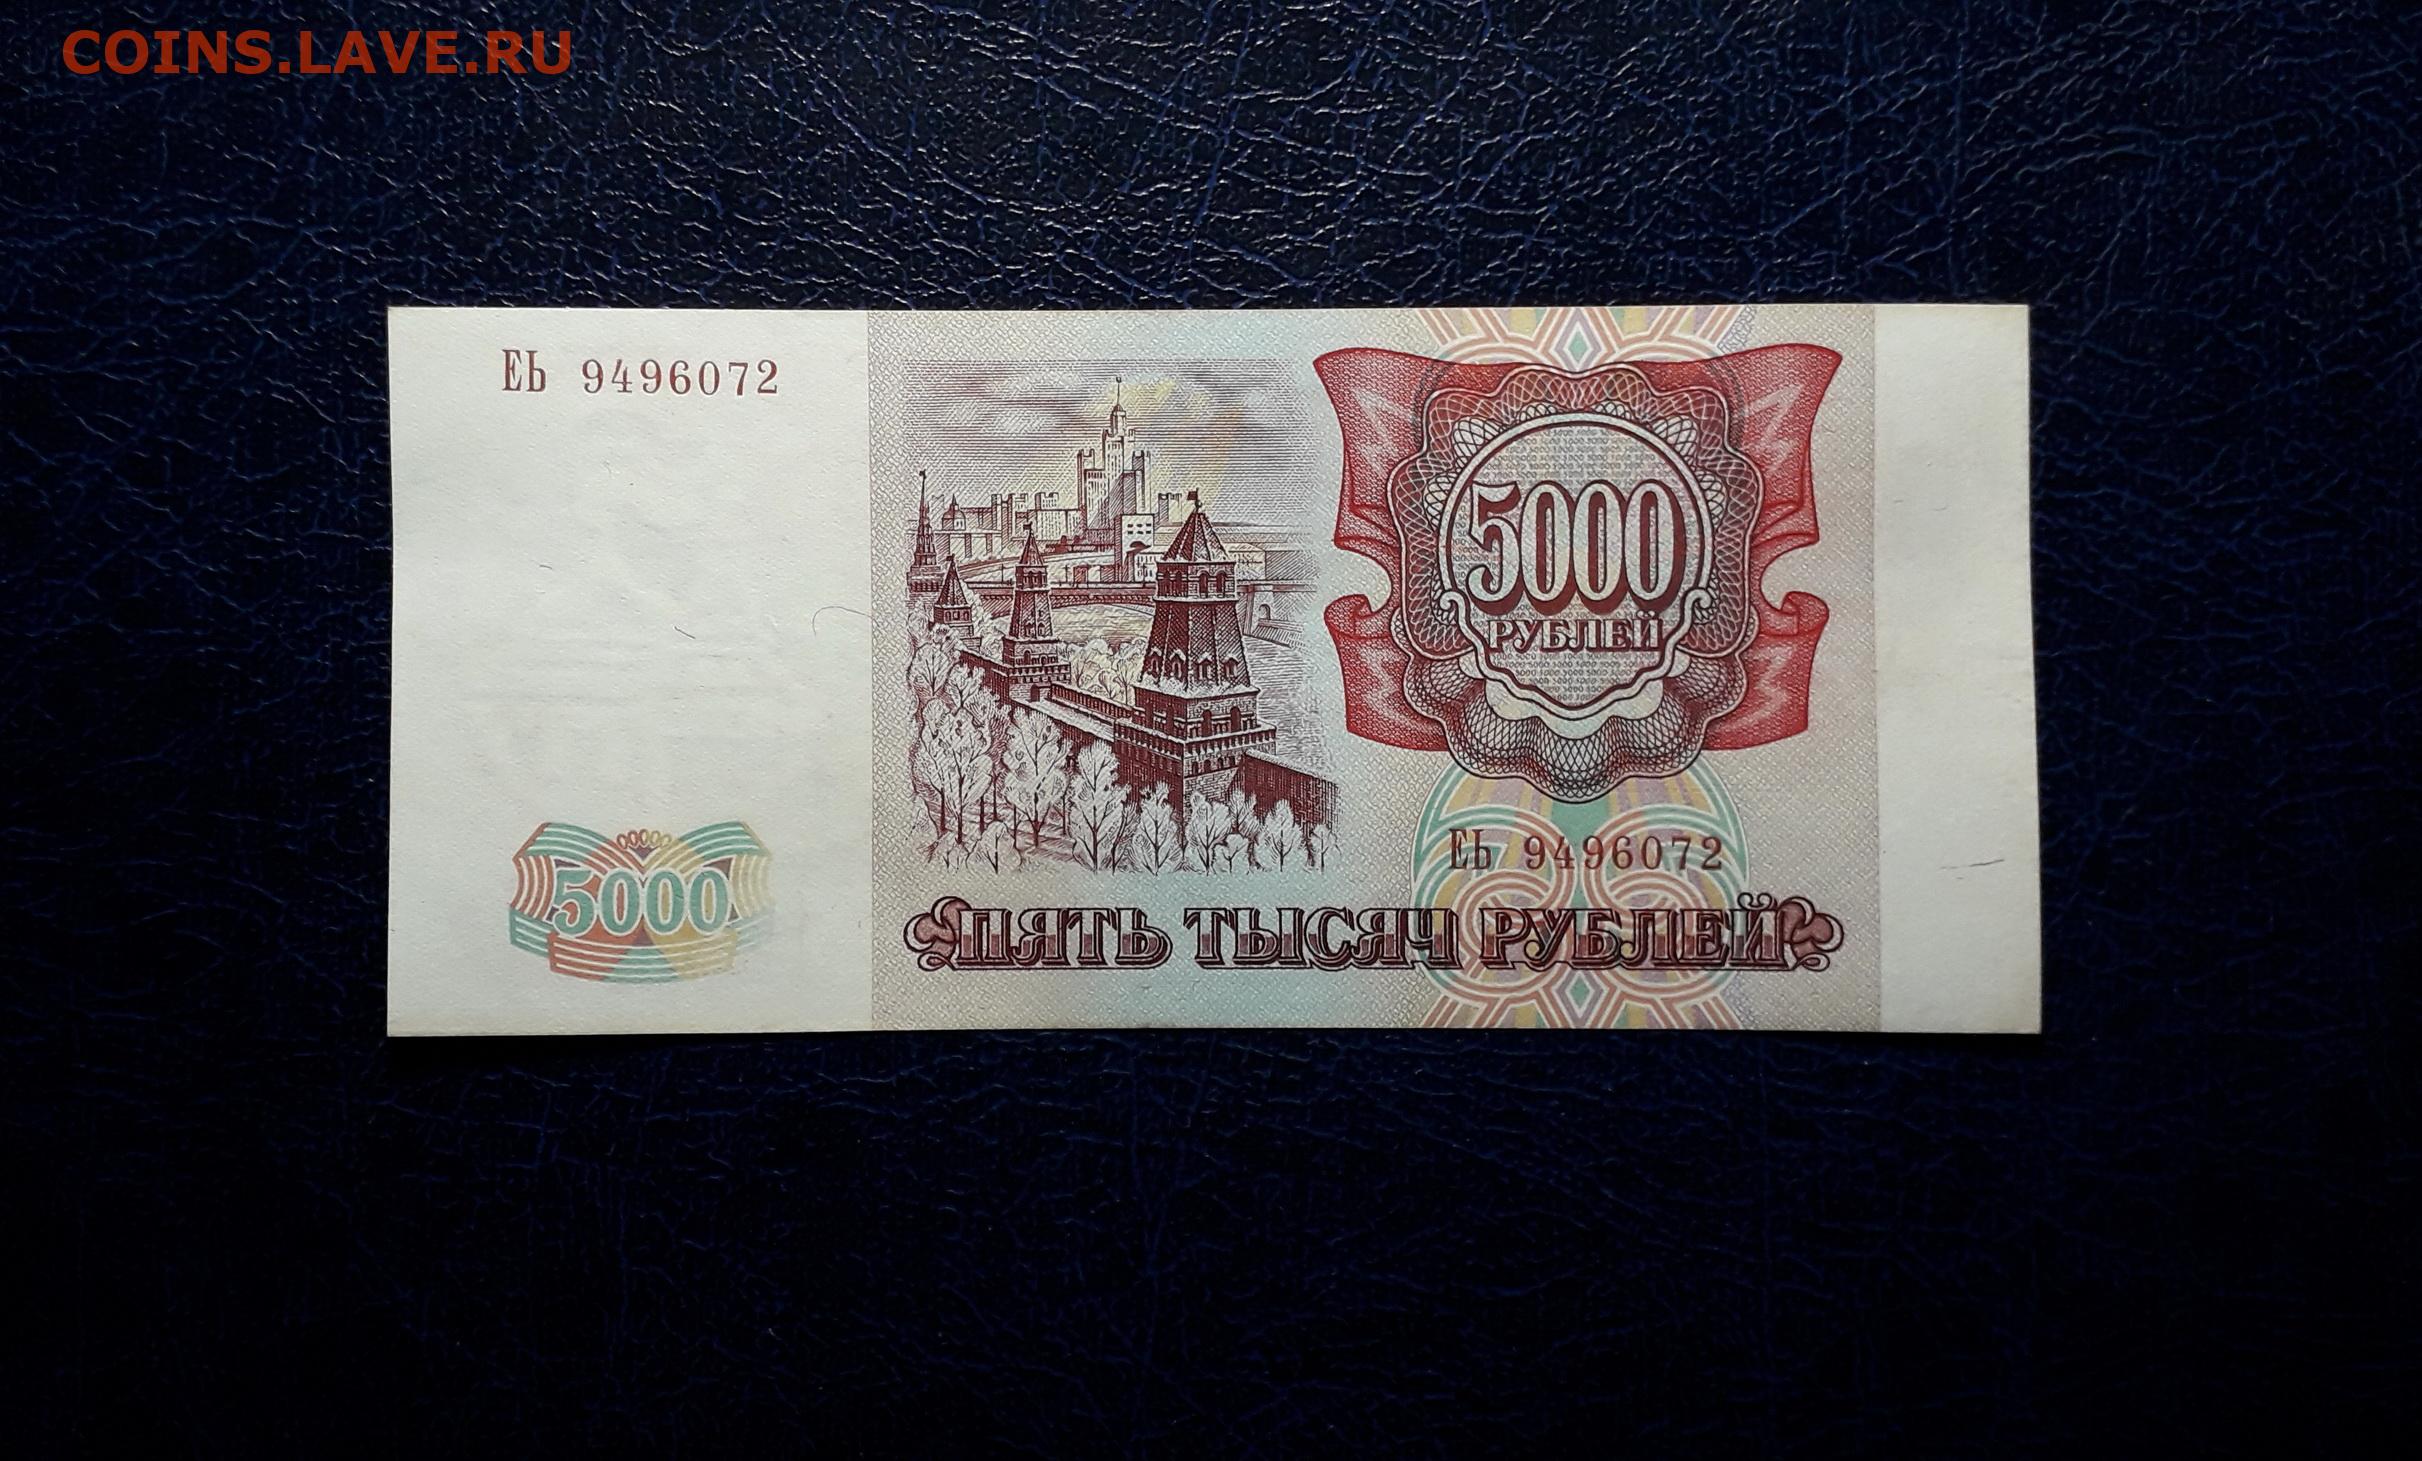 COINS.LAVE.RU
ЕЬ 9496072
5000
РУБЛЕЙ
ЕЬ 9496072
5000
ПЯТЬ ТЫСЯЧ РУБЛЕЙ